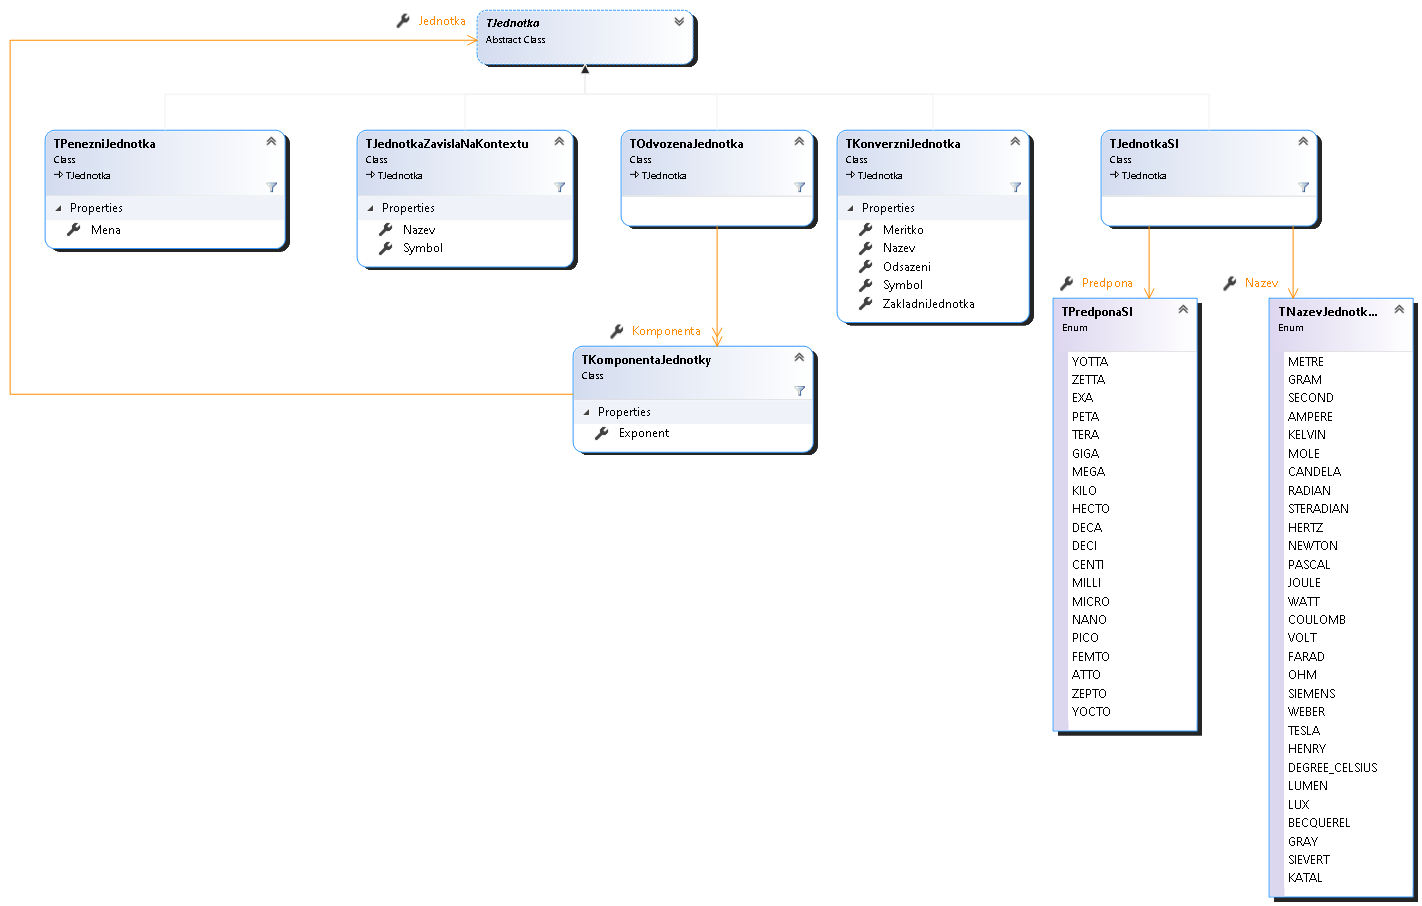 Jednotka
TJednotka
Abstract Class
TPenezniJednotka
Class
TJednotka
Properties
Mena
TJednotkaZavislaNaKontextu
Class
TJednotka
Properties
Nazev
Symbol
TOdvozenaJednotka
Class
TJednotka
TKonverzniJednotka
Class
TJednotka
Properties
Meritko
Nazev
Odsazeni
Symbol
ZakladniJednotka
TJednotkaSI
Class
TJednotka
Komponenta
TKomponentaJednotky
Class
Properties
Exponent
Predpona
TPredponaSI
Enum
YOTTA
ZETTA
EXA
PETA
TERA
GIGA
MEGA
KILO
HECTO
DECA
DECI
CENTI
MILLI
MICRO
NANO
PICO
FEMTO
ATTO
ZEPTO
YOCTO
Nazev
TNazevJednotk...
Enum
METRE
GRAM
SECOND
AMPERE
KELVIN
MOLE
CANDELA
RADIAN
STERADIAN
HERTZ
NEWTON
PASCAL
JOULE
WATT
COULOMB
VOLT
FARAD
OHM
SIEMENS
WEBER
TESLA
HENRY
DEGREE_CELSIUS
LUMEN
LUX
BECQUEREL
GRAY
SIEVERT
KATAL